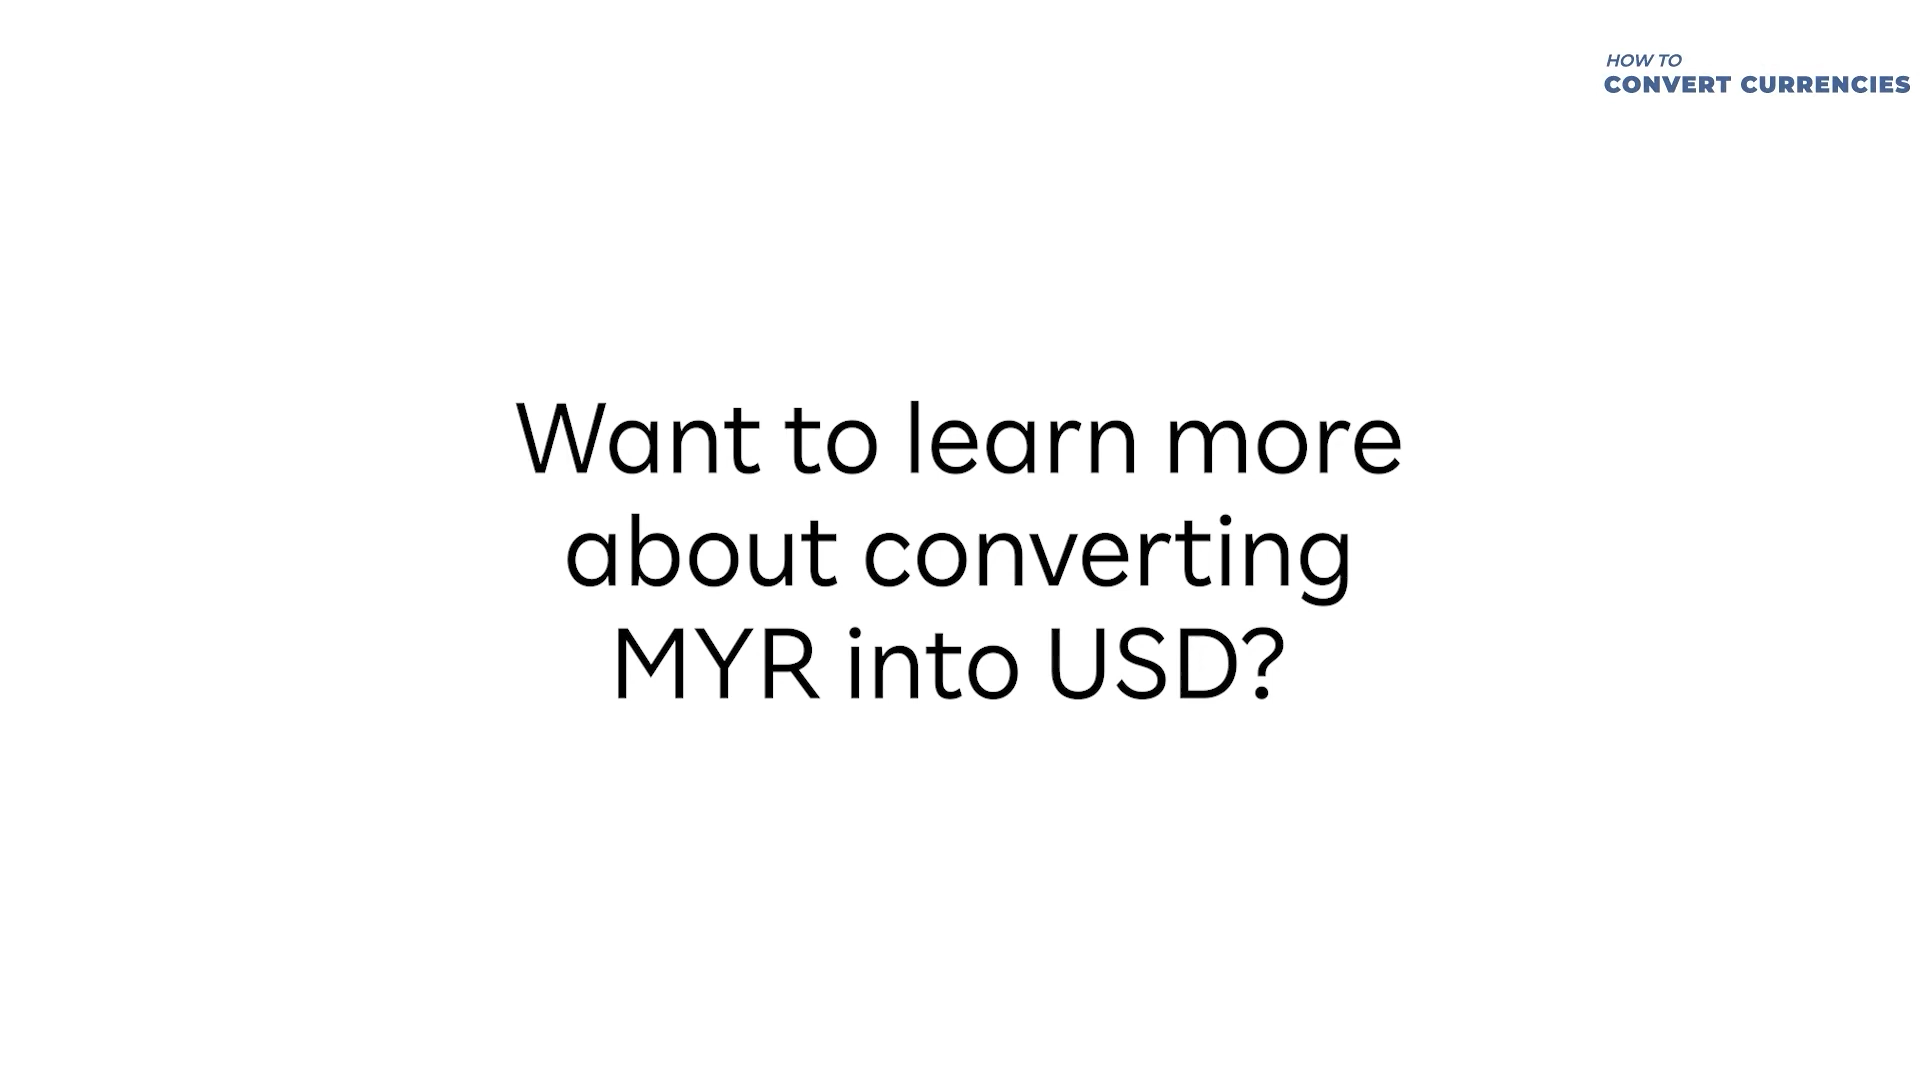 HOW TO
CONVERT CURRENCIES
Want to learn more
about converting
MYR into USD?